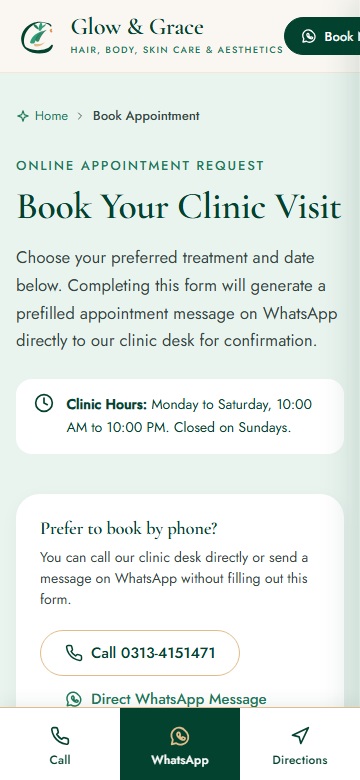 Glow & Grace
HAIR, BODY, SKIN CARE & AESTHETICS
Book
Home > Book Appointment
ONLINE APPOINTMENT REQUEST
Book Your Clinic Visit
Choose your preferred treatment and date
below. Completing this form will generate a
prefilled appointment message on WhatsApp
directly to our clinic desk for confirmation.
Clinic Hours: Monday to Saturday, 10:00
AM to 10:00 PM. Closed on Sundays.
Prefer to book by phone?
You can call our clinic desk directly or send a
message on WhatsApp without filling out this
form.
Call 0313-4151471
Direct WhatsApp Message
Call
WhatsApp
Directions